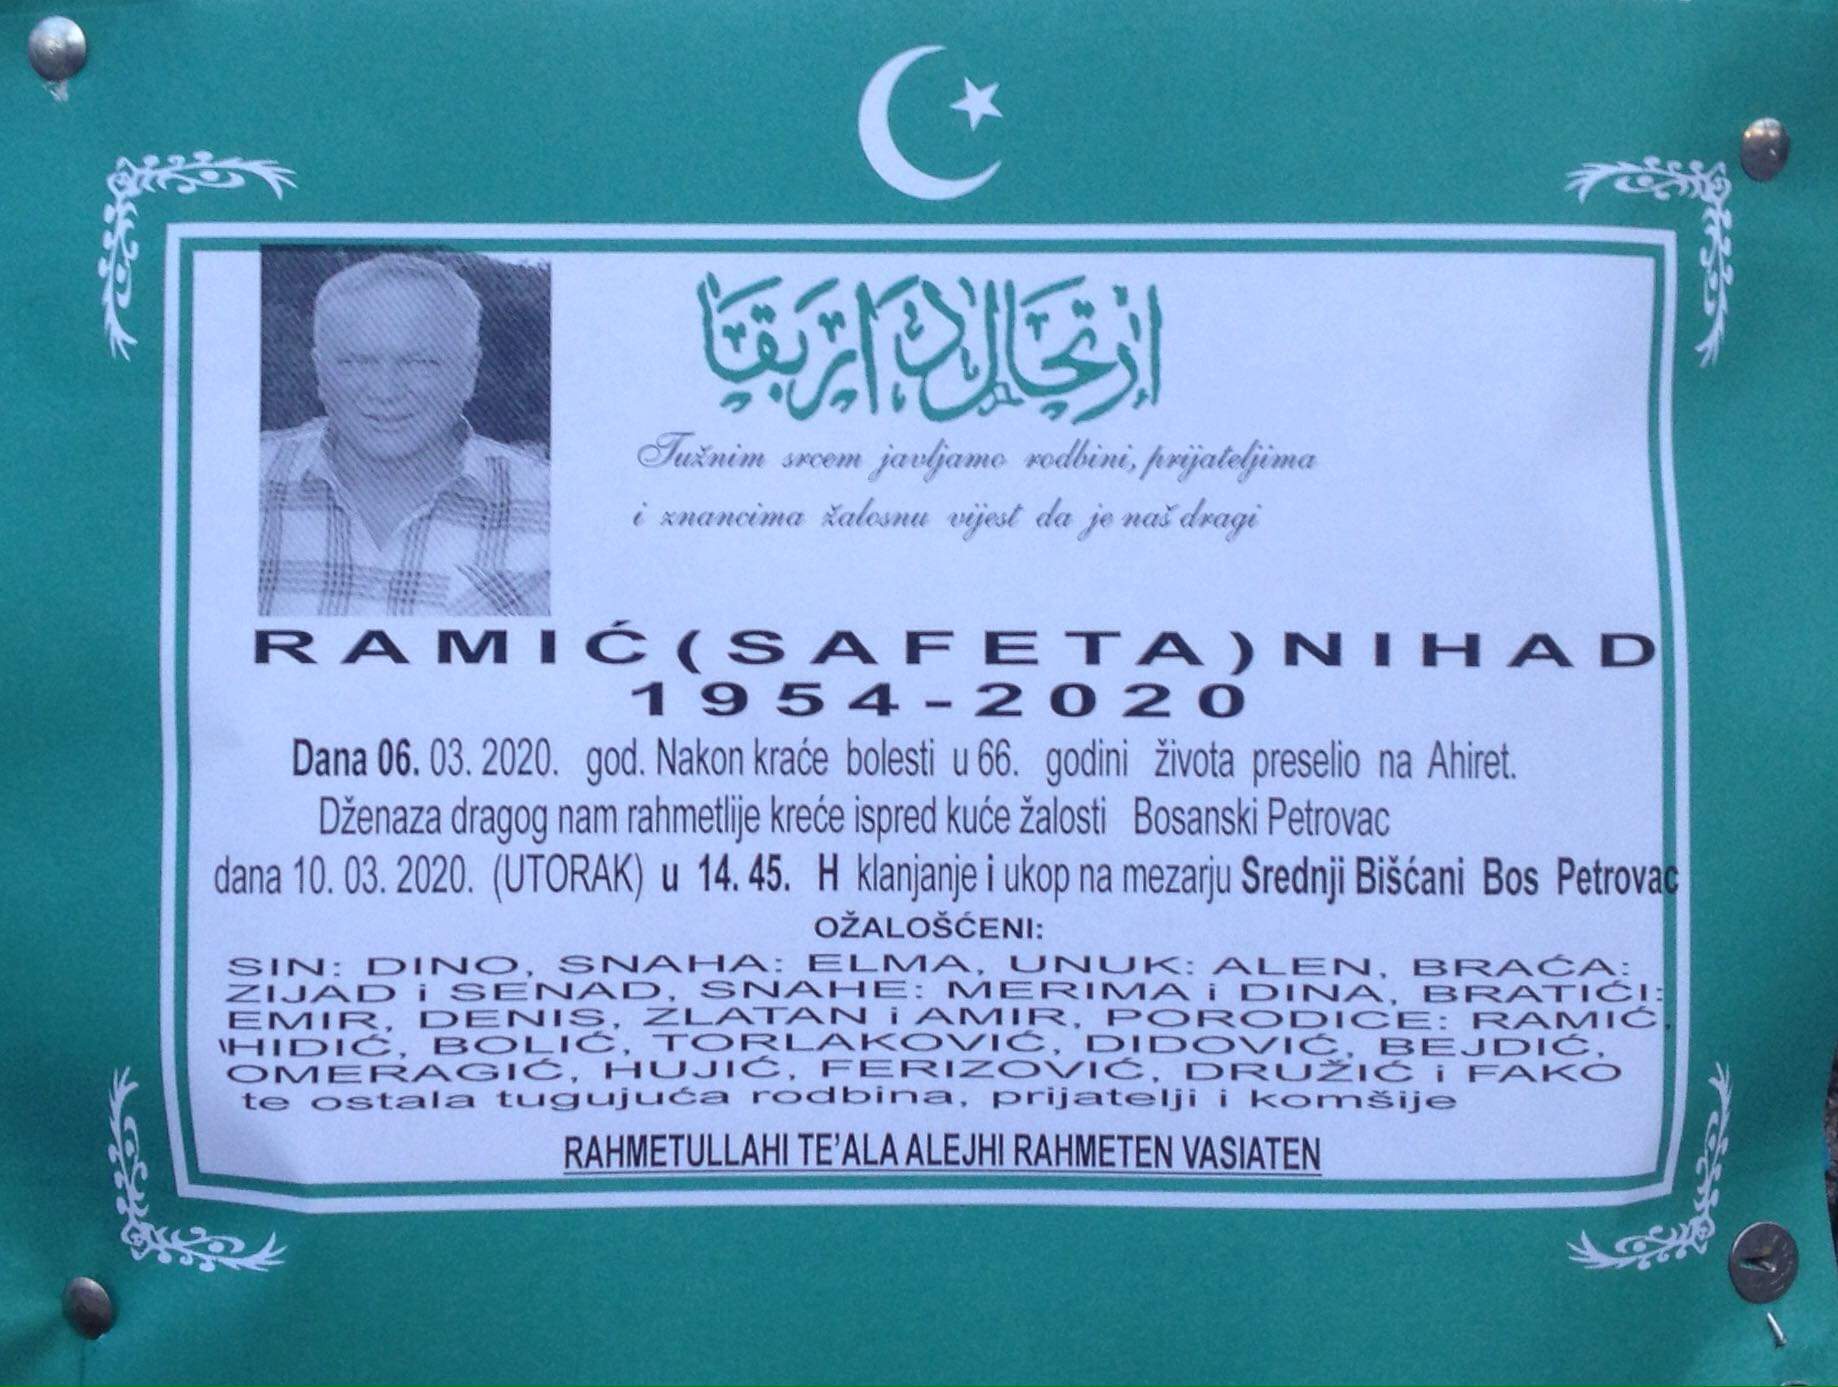 إرتحال دار بقا
Tužnim srcem javljamo rodbini, prijateljima
i znancima žalosnu vijest da je naš dragi
RAMIĆ(SAFETA)NIHAD
1954-2020
Dana 06. 03. 2020. god. Nakon kraće bolesti u 66. godini života preselio na Ahiret.
Dženaza dragog nam rahmetlije kreće ispred kuće žalosti Bosanski Petrovac
dana 10. 03. 2020. (UTORAK) u 14. 45. H klanjanje i ukop na mezarju Srednji Bišćani Bos Petrovac
OŽALOŠĆENI:
SIN: DINO, SNAHA: ELMA, UNUK: ALEN, BRAĆA:
ZIJAD i SENAD, SNAHE: MERIMA i DINA, BRATIĆI:
EMIR, DENIS, ZLATAN i AMIR, PORODICE: RAMIĆ,
\HIDIĆ, BOLIĆ, TORLAKOVIĆ, DIDOVIĆ, BEJDIĆ,
OMERAGIĆ, HUJIĆ, FERIZOVIĆ, DRUŽIĆ i FAKO
te ostala tugujuća rodbina, prijatelji i komšije
RAHMETULLAHI TE’ALA ALEJHI RAHMETEN VASIATEN